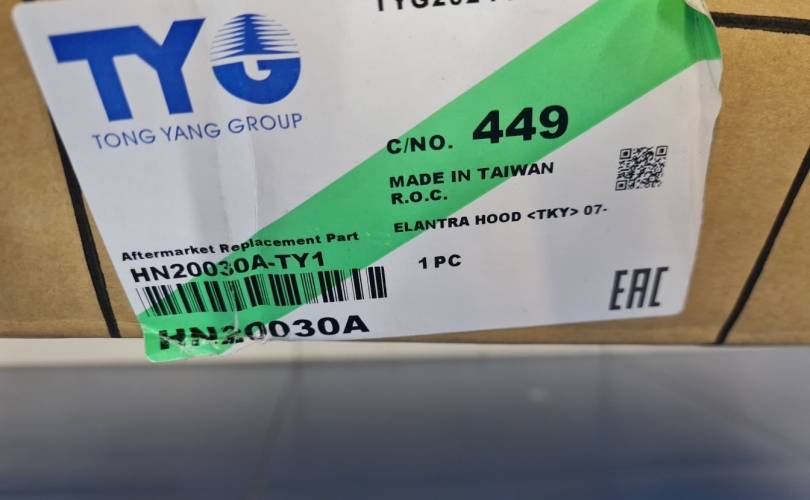 TYG
TONG YANG GROUP
C/NO. 449
MADE IN TAIWAN
R.O.C.
ELANTRA HOOD <TKY> 07-
1 PC
Aftermarket Replacement Part
HN20030A-TY1
HN20030A
EAC